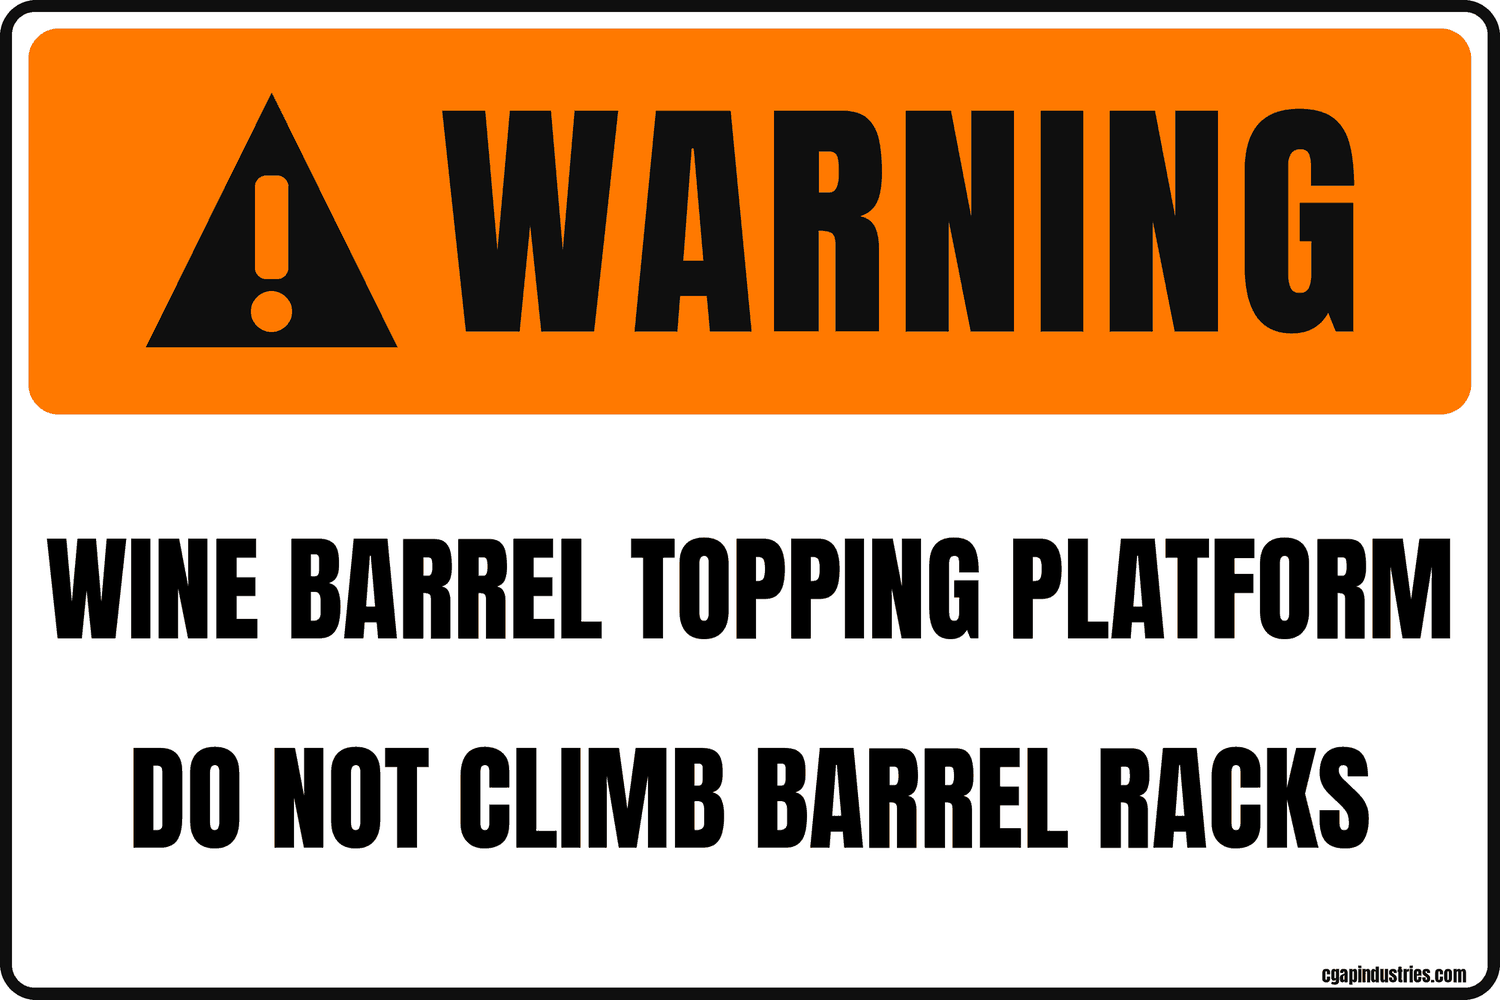 WARNING
WINE BARREL TOPPING PLATFORM
DO NOT CLIMB BARREL RACKS
cgapindustries.com